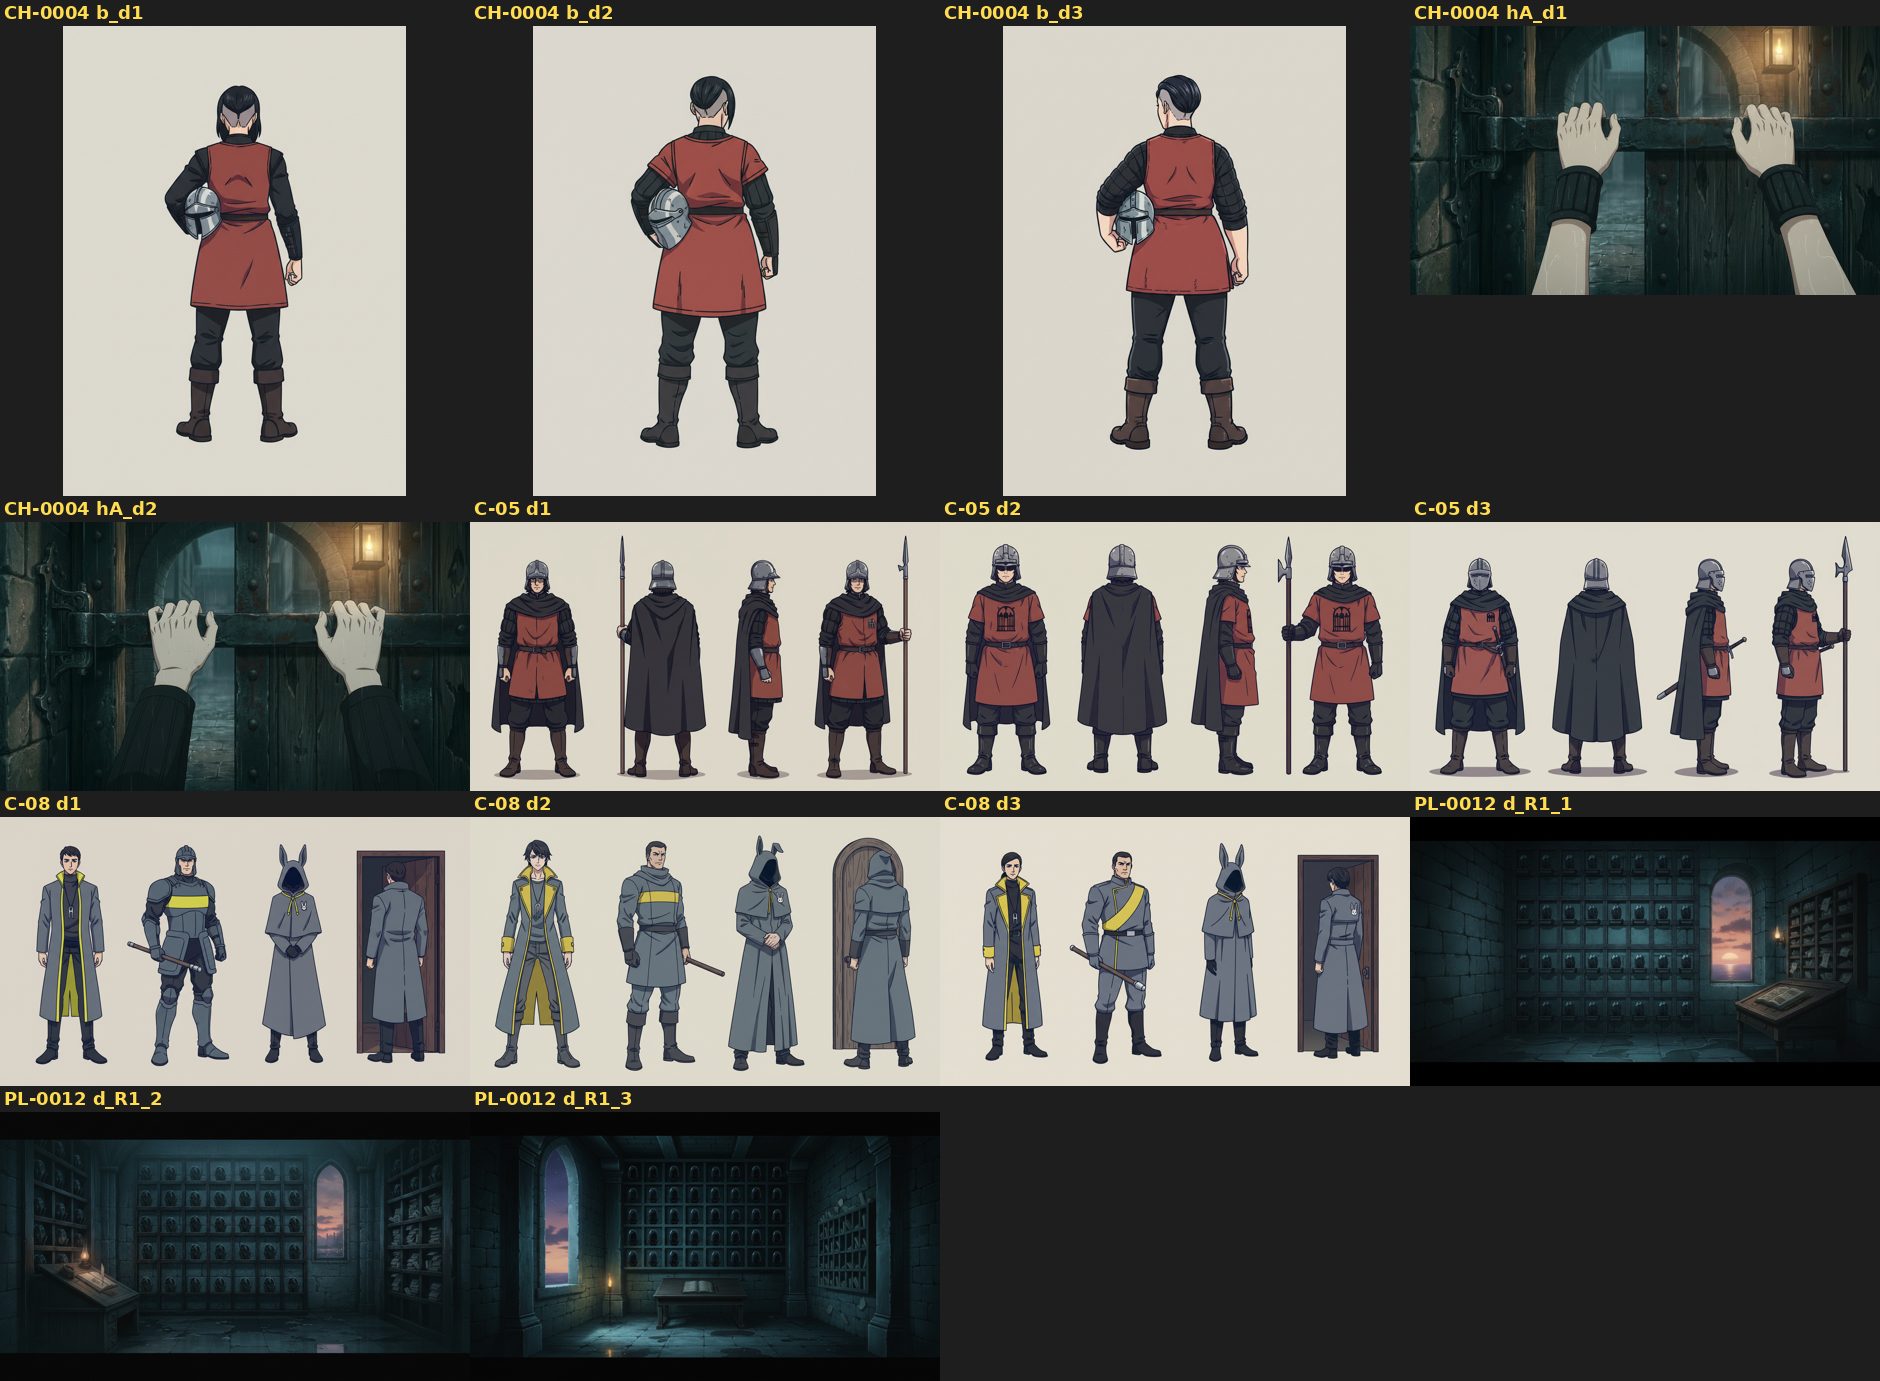 CH-0004 b_d1
CH-0004 b_d2
CH-0004 b_d3
CH-0004 hA_d1
CH-0004 hA_d2
C-05 d1
C-05 d2
C-05 d3
C-08 d1
C-08 d2
C-08 d3
PL-0012 d_R1_1
PL-0012 d_R1_2
PL-0012 d_R1_3